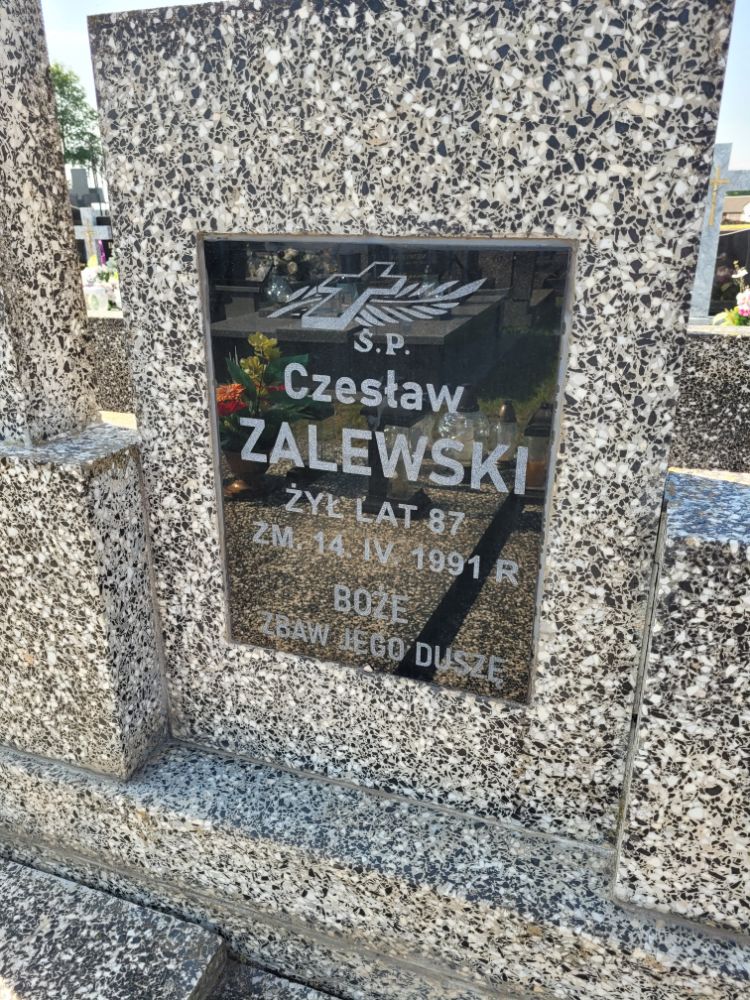 Ś.P.
Czesław
ZALEWSKI
ŻYŁ LAT 87
ZM. 14. IV. 1991 R
BOŻE
ZBAW JEGO DUSZĘ